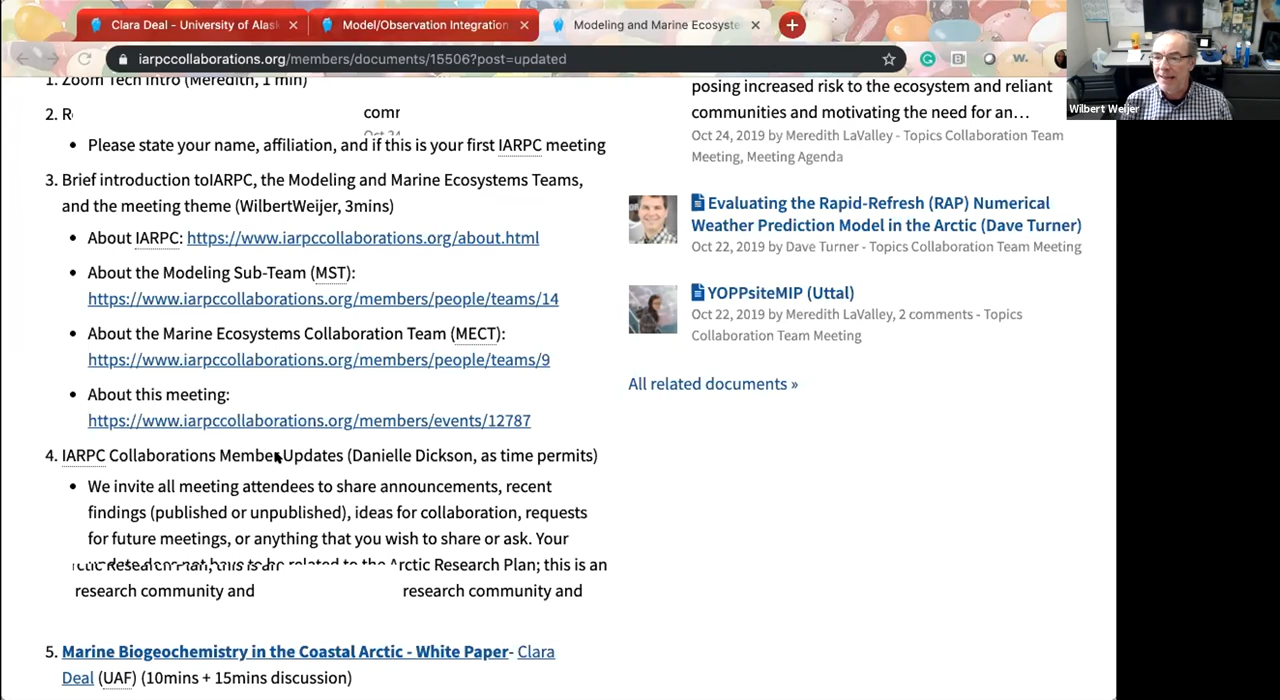 Clara Deal - University of Alas
Model/Observation Integration
Modeling and Marine Ecosyste
iarpccollaborations.org/members/documents/15506?post=updated
Wilbert Weijer
1. Zoom Tech Intro (Meredith, 1 min)
2. R
comr
Oct 24
• Please state your name, affiliation, and if this is your first IARPC meeting
3. Brief introduction toIARPC, the Modeling and Marine Ecosystems Teams,
and the meeting theme (WilbertWeijer, 3mins)
• About IARPC: https://www.iarpccollaborations.org/about.html
• About the Modeling Sub-Team (MST):
https://www.iarpccollaborations.org/members/people/teams/14
• About the Marine Ecosystems Collaboration Team (MECT):
https://www.iarpccollaborations.org/members/people/teams/9
• About this meeting:
https://www.iarpccollaborations.org/members/events/12787
4. IARPC Collaborations Member Updates (Danielle Dickson, as time permits)
• We invite all meeting attendees to share announcements, recent
findings (published or unpublished), ideas for collaboration, requests
for future meetings, or anything that you wish to share or ask. Your
related to the Arctic Research Plan; this is an
research community and research community and
5. Marine Biogeochemistry in the Coastal Arctic - White Paper- Clara
Deal (UAF) (10mins + 15mins discussion)
posing increased risk to the ecosystem and reliant
communities and motivating the need for an…
Oct 24, 2019 by Meredith LaValley - Topics Collaboration Team
Meeting, Meeting Agenda
Evaluating the Rapid-Refresh (RAP) Numerical
Weather Prediction Model in the Arctic (Dave Turner)
Oct 22, 2019 by Dave Turner - Topics Collaboration Team Meeting
YOPPsiteMIP (Uttal)
Oct 22, 2019 by Meredith LaValley, 2 comments - Topics
Collaboration Team Meeting
All related documents »